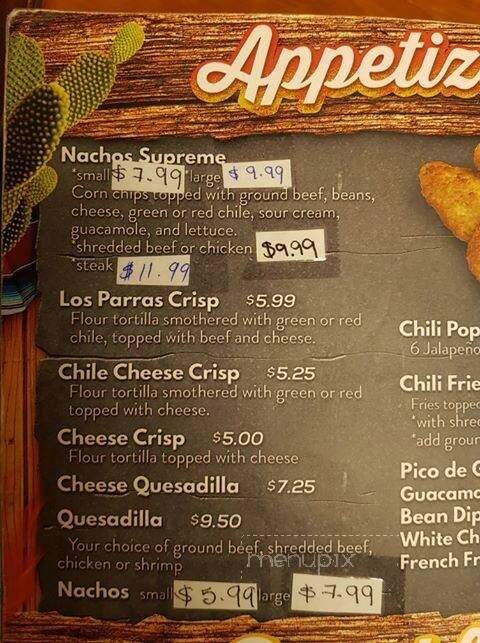 Appetiz
Nachos Supreme
*small $7.99 *large $9.99
Corn chips topped with ground beef, beans,
cheese, green or red chile, sour cream,
guacamole, and lettuce.
*shredded beef or chicken $9.99
*steak $11.99
Los Parras Crisp $5.99
Flour tortilla smothered with green or red
chile, topped with beef and cheese.
Chile Cheese Crisp $5.25
Flour tortilla smothered with green or red
topped with cheese.
Cheese Crisp $5.00
Flour tortilla topped with cheese
Cheese Quesadilla $7.25
Quesadilla $9.50
Your choice of ground beef, shredded beef,
chicken or shrimp
Nachos small $5.99 large $7.99
Chili Pop
6 Jalapeño
Chili Frie
Fries topped
*with shre
*add groun
Pico de G
Guacamo
Bean Dip
White Ch
French Fr
menupix